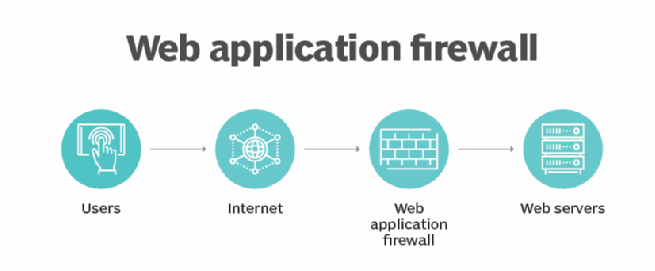 Web application firewall
Users
Internet
Web
application
firewall
Web servers